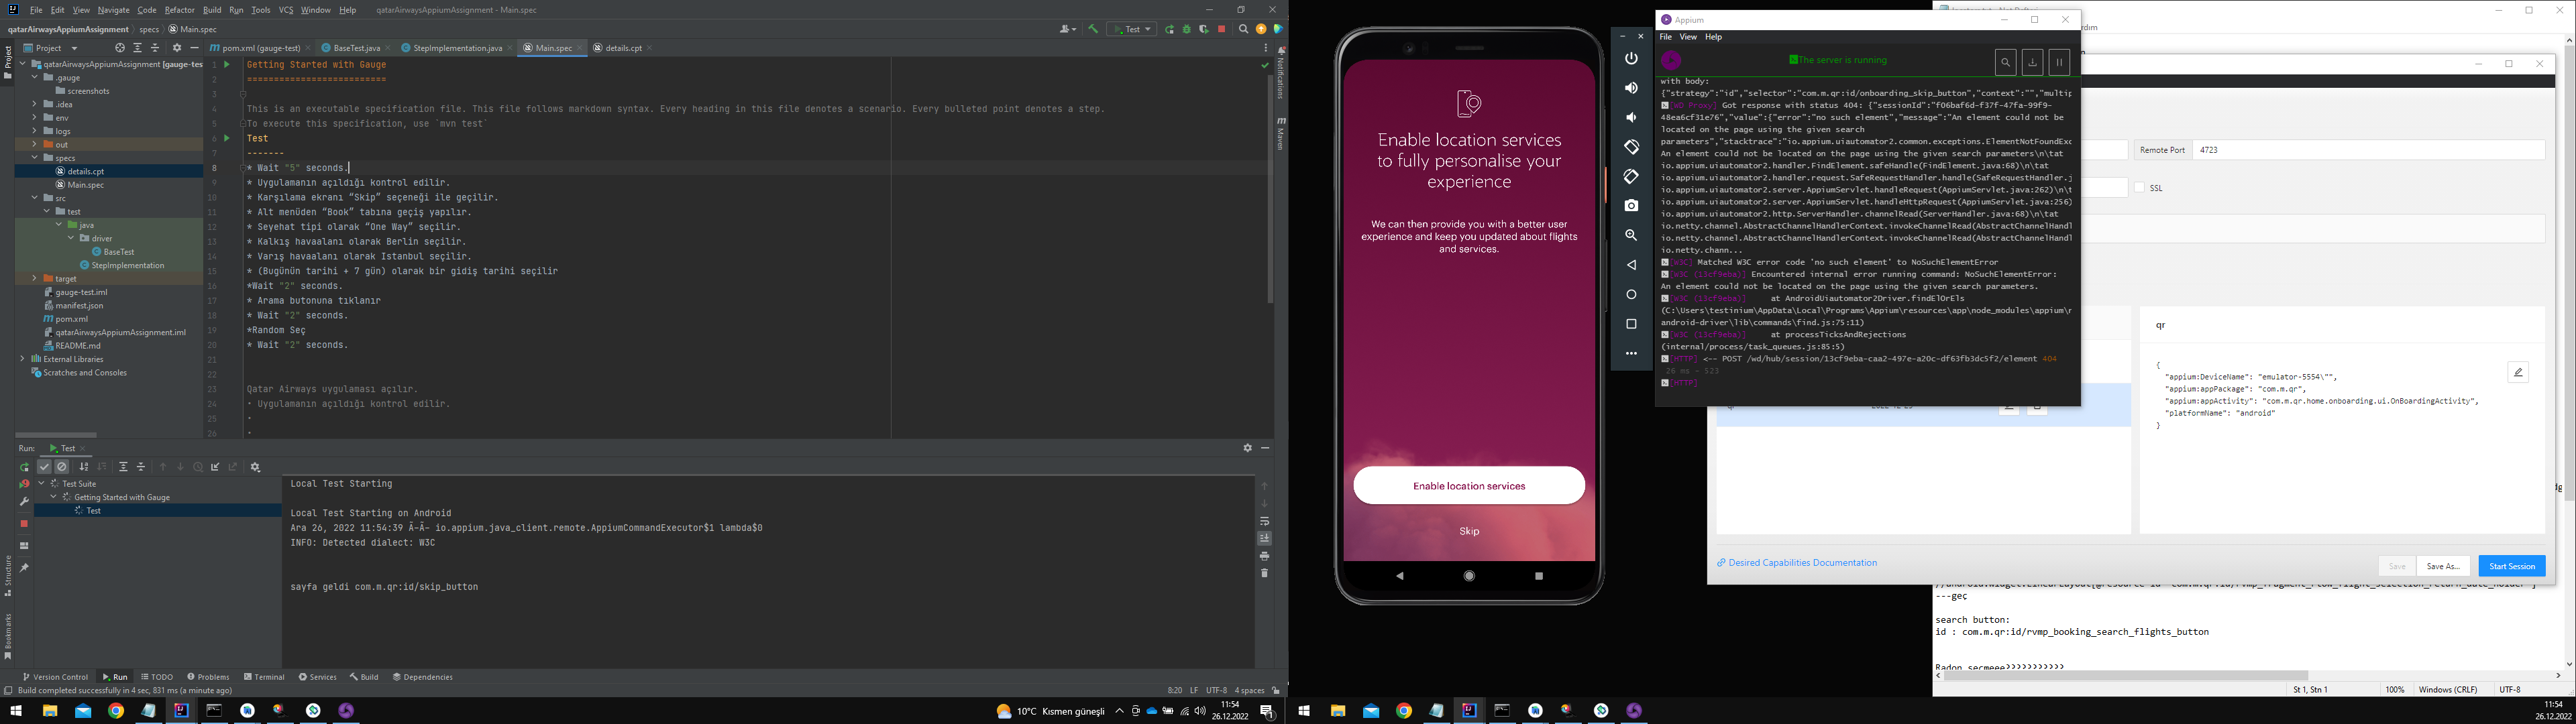 File Edit View Navigate Code Refactor Build Run Tools VCS Window Help qatarAirwaysAppiumAssignment - Main.spec
qatarAirwaysAppiumAssignment specs Main.spec
Test
Project
pom.xml (gauge-test) BaseTest.java StepImplementation.java Main.spec details.cpt
qatarAirwaysAppiumAssignment [gauge-tes
.gauge
screenshots
.idea
env
logs
out
specs
details.cpt
Main.spec
src
test
java
driver
BaseTest
StepImplementation
target
gauge-test.iml
manifest.json
pom.xml
qatarAirwaysAppiumAssignment.iml
README.md
External Libraries
Scratches and Consoles
Project
Structure
Bookmarks
Notifications
Maven
1 Getting Started with Gauge
2 ==========================
3
4 This is an executable specification file. This file follows markdown syntax. Every heading in this file denotes a scenario. Every bulleted point denotes a step.
5 To execute this specification, use `mvn test`
6 Test
7 -------
8 * Wait "5" seconds.
9 * Uygulamanın açıldığı kontrol edilir.
10 * Karşılama ekranı “Skip” seçeneği ile geçilir.
11 * Alt menüden “Book” tabına geçiş yapılır.
12 * Seyehat tipi olarak “One Way” seçilir.
13 * Kalkış havaalanı olarak Berlin seçilir.
14 * Varış havaalanı olarak Istanbul seçilir.
15 * (Bugünün tarihi + 7 gün) olarak bir gidiş tarihi seçilir
16 *Wait "2" seconds.
17 * Arama butonuna tıklanır
18 * Wait "2" seconds.
19 *Random Seç
20 * Wait "2" seconds.
21
22
23 Qatar Airways uygulaması açılır.
24 - Uygulamanın açıldığı kontrol edilir.
25 -
26 -
Run: Test
Test Suite
Getting Started with Gauge
Test
Local Test Starting
Local Test Starting on Android
Ara 26, 2022 11:54:39 Ã-Ã- io.appium.java_client.remote.AppiumCommandExecutor$1 lambda$0
INFO: Detected dialect: W3C
sayfa geldi com.m.qr:id/skip_button
Version Control Run TODO Problems Terminal Services Build Dependencies
Build completed successfully in 4 sec, 831 ms (a minute ago)
8:20 LF UTF-8 4 spaces
10°C Kısmen güneşli
11:54
26.12.2022
Enable location services
to fully personalise your
experience
We can then provide you with a better user
experience and keep you updated about flights
and services.
Enable location services
Skip
Appium
File View Help
The server is running
with body:
{"strategy":"id","selector":"com.m.qr:id/onboarding_skip_button","context":"","multip
[WD Proxy] Got response with status 404: {"sessionId":"f06baf6d-f37f-47fa-99f9-
48ea6cf31e76","value":{"error":"no such element","message":"An element could not be
located on the page using the given search
parameters","stacktrace":"io.appium.uiautomator2.common.exceptions.ElementNotFoundExc
An element could not be located on the page using the given search parameters\n\tat
io.appium.uiautomator2.handler.FindElement.safeHandle(FindElement.java:68)\n\tat
io.appium.uiautomator2.handler.request.SafeRequestHandler.handle(SafeRequestHandler.j
io.appium.uiautomator2.server.AppiumServlet.handleRequest(AppiumServlet.java:262)\n\t
io.appium.uiautomator2.server.AppiumServlet.handleHttpRequest(AppiumServlet.java:256)
io.appium.uiautomator2.http.ServerHandler.channelRead(ServerHandler.java:68)\n\tat
io.netty.channel.AbstractChannelHandlerContext.invokeChannelRead(AbstractChannelHandl
io.netty.channel.AbstractChannelHandlerContext.invokeChannelRead(AbstractChannelHandl
io.netty.chann...
[W3C] Matched W3C error code 'no such element' to NoSuchElementError
[W3C (13cf9eba)] Encountered internal error running command: NoSuchElementError:
An element could not be located on the page using the given search parameters.
[W3C (13cf9eba)] at AndroidUiautomator2Driver.findElOrEls
(C:\Users\testinium\AppData\Local\Programs\Appium\resources\app\node_modules\appium\n
android-driver\lib\commands\find.js:75:11)
[W3C (13cf9eba)] at processTicksAndRejections
(internal/process/task_queues.js:85:5)
[HTTP] <-- POST /wd/hub/session/13cf9eba-caa2-497e-a20c-df63fb3dc5f2/element 404
26 ms - 523
[HTTP]
Remote Port 4723
SSL
qr
{
"appium:DeviceName": "emulator-5554\"",
"appium:appPackage": "com.m.qr",
"appium:appActivity": "com.m.qr.home.onboarding.ui.OnBoardingActivity",
"platformName": "android"
}
Desired Capabilities Documentation
Save Save As... Start Session
---geç
search button:
id : com.m.qr:id/rvmp_booking_search_flights_button
St 1, Stn 1 100% Windows (CRLF) UTF-8
11:54
26.12.2022